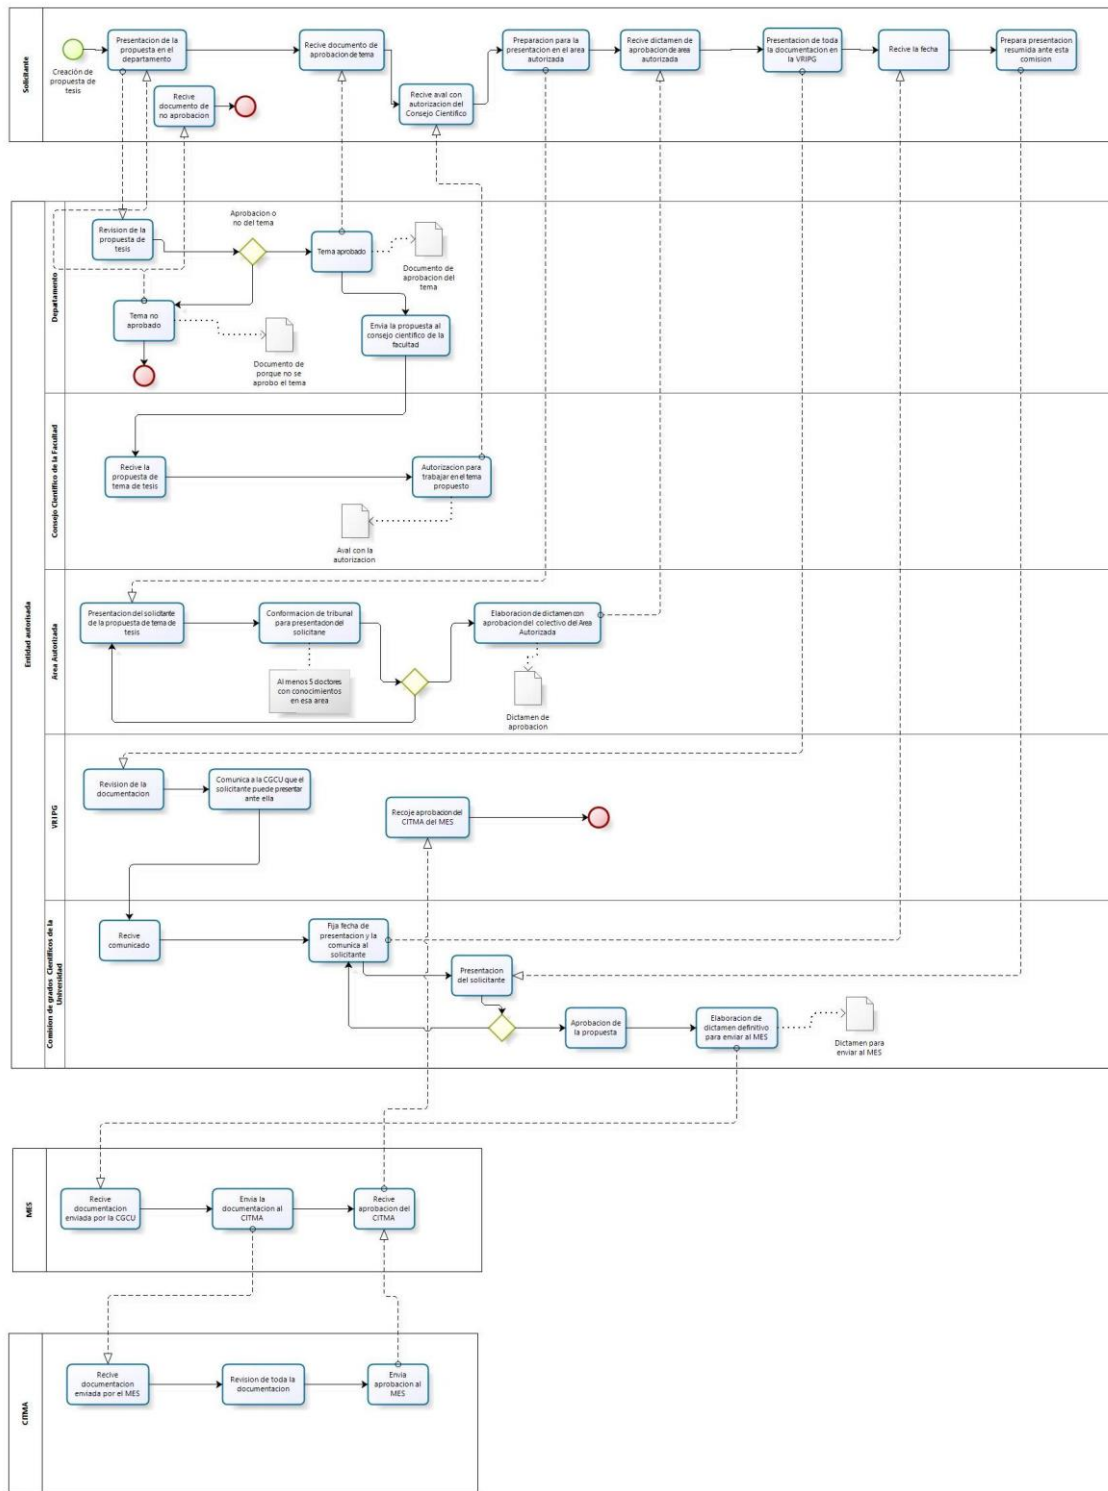 Solicitante
Creación de
propuesta de
tesis
Presentacion de la
propuesta en el
departamento
Recive
documento de
no aprobacion
Recive documento de
aprobacion de tema
Recive aval con
autorizacion del
Consejo Cientifico
Preparacion para la
presentacion en el area
autorizada
Recive dictamen de
aprobacion de area
autorizada
Presentacion de toda
la documentacion en
la VRIPG
Recive la fecha
Prepara presentacion
resumida ante esta
comision
Entidad autorisada
Departamento
Revision de la
propuesta de
tesis
Aprobacion o
no del tema
Tema aprobado
Documento de
aprobacion del
tema
Tema no
aprobado
Documento de
porque no se
aprobo el tema
Envia la propuesta al
consejo científico de la
facultad
Consejo Cientifico de la Facultad
Recive la
propuesta de
tema de tesis
Autorizacion para
trabajar en el tema
propuesto
Aval con la
autorizacion
Area Autorizada
Presentacion del solicitante
de la propuesta de tema de
tesis
Conformacion de tribunal
para presentacion del
solicitane
Al menos 5 doctores
con conocimientos
en esa area
Elaboracion de dictamen con
aprobacion del colectivo del Area
Autorizada
Dictamen de
aprobacion
VRIPG
Revision de la
documentacion
Comunica a la CGCU que el
solicitante puede presentar
ante ella
Recoje aprobacion del
CITMA del MES
Comision de grados Cientificos de la
Universidad
Recive
comunicado
Fija fecha de
presentacion y la
comunica al
solicitante
Presentacion
del solicitante
Aprobacion de
la propuesta
Elaboracion de
dictamen definitivo
para enviar al MES
Dictamen para
enviar al MES
MES
Recive
documentacion
enviada por la CGCU
Envia la
documentacion al
CITMA
Recive
aprobacion del
CITMA
CITMA
Recive
documentacion
enviada por el MES
Revision de toda la
documentacion
Envia
aprobacion al
MES